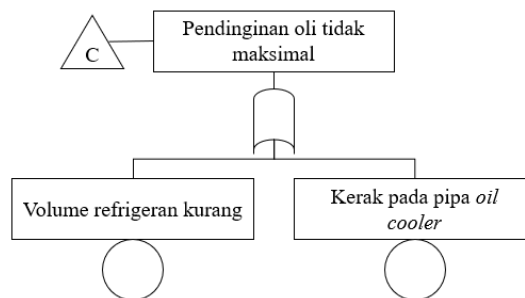 Pendinginan oli tidak
maksimal
C
Volume refrigeran kurang
Kerak pada pipa oil
cooler